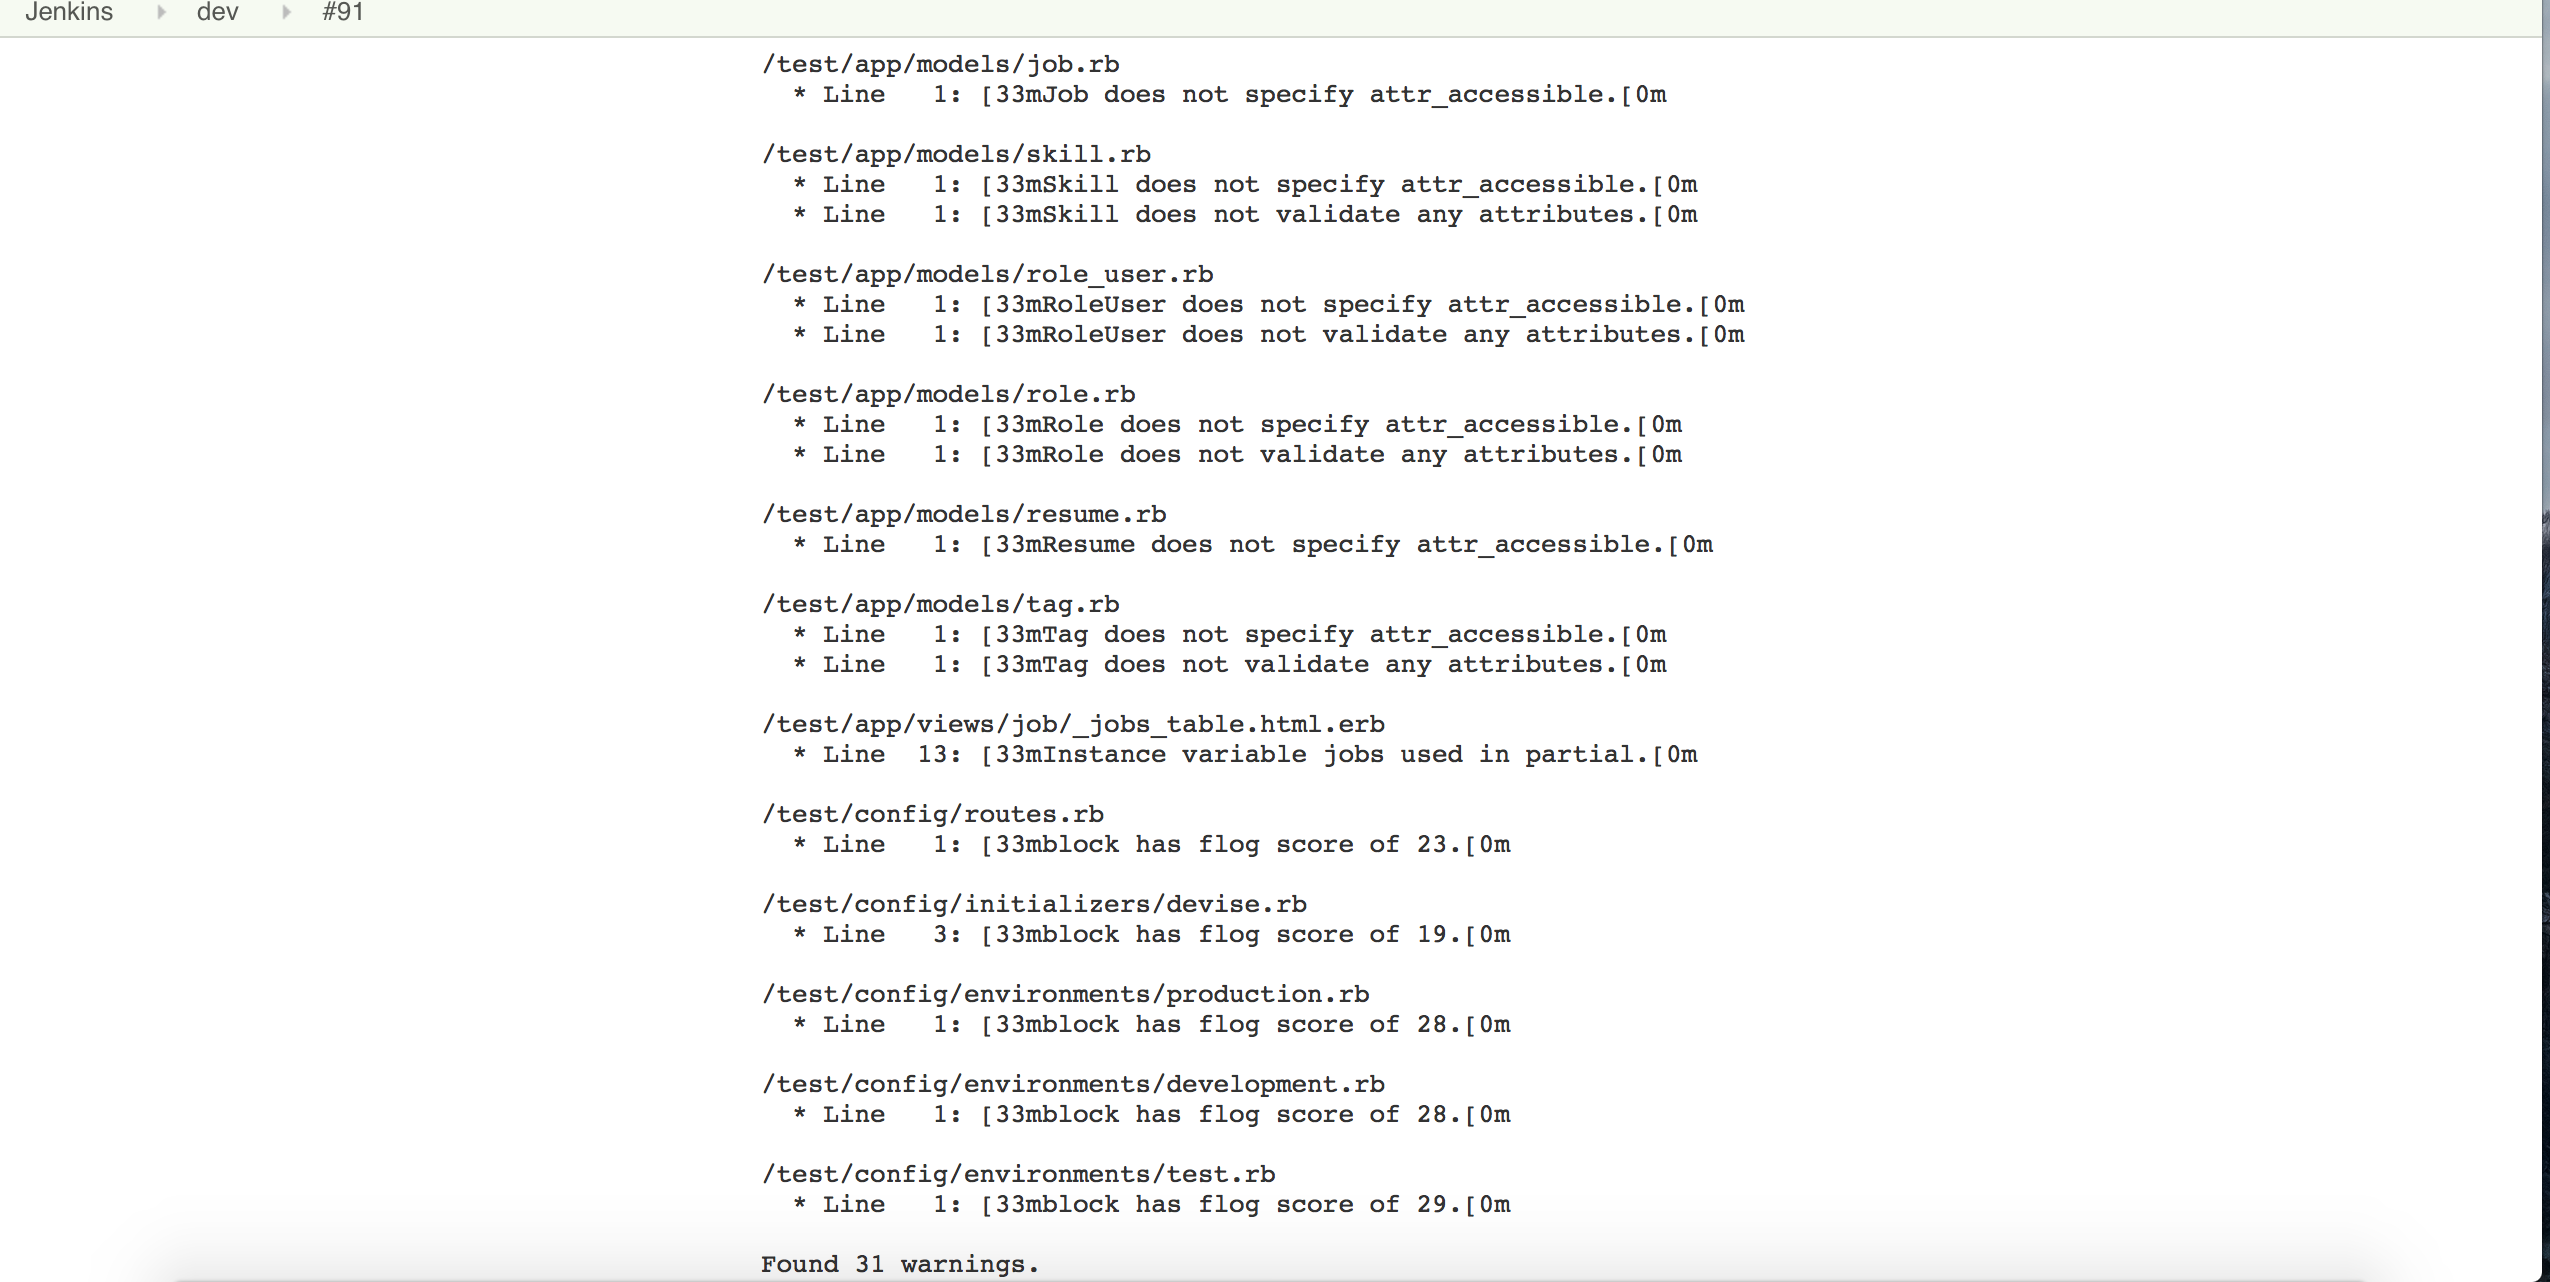 Jenkins dev #91
/test/app/models/job.rb
  * Line   1: [33mJob does not specify attr_accessible.[0m
/test/app/models/skill.rb
  * Line   1: [33mSkill does not specify attr_accessible.[0m
  * Line   1: [33mSkill does not validate any attributes.[0m
/test/app/models/role_user.rb
  * Line   1: [33mRoleUser does not specify attr_accessible.[0m
  * Line   1: [33mRoleUser does not validate any attributes.[0m
/test/app/models/role.rb
  * Line   1: [33mRole does not specify attr_accessible.[0m
  * Line   1: [33mRole does not validate any attributes.[0m
/test/app/models/resume.rb
  * Line   1: [33mResume does not specify attr_accessible.[0m
/test/app/models/tag.rb
  * Line   1: [33mTag does not specify attr_accessible.[0m
  * Line   1: [33mTag does not validate any attributes.[0m
/test/app/views/job/_jobs_table.html.erb
  * Line  13: [33mInstance variable jobs used in partial.[0m
/test/config/routes.rb
  * Line   1: [33mblock has flog score of 23.[0m
/test/config/initializers/devise.rb
  * Line   3: [33mblock has flog score of 19.[0m
/test/config/environments/production.rb
  * Line   1: [33mblock has flog score of 28.[0m
/test/config/environments/development.rb
  * Line   1: [33mblock has flog score of 28.[0m
/test/config/environments/test.rb
  * Line   1: [33mblock has flog score of 29.[0m
Found 31 warnings.